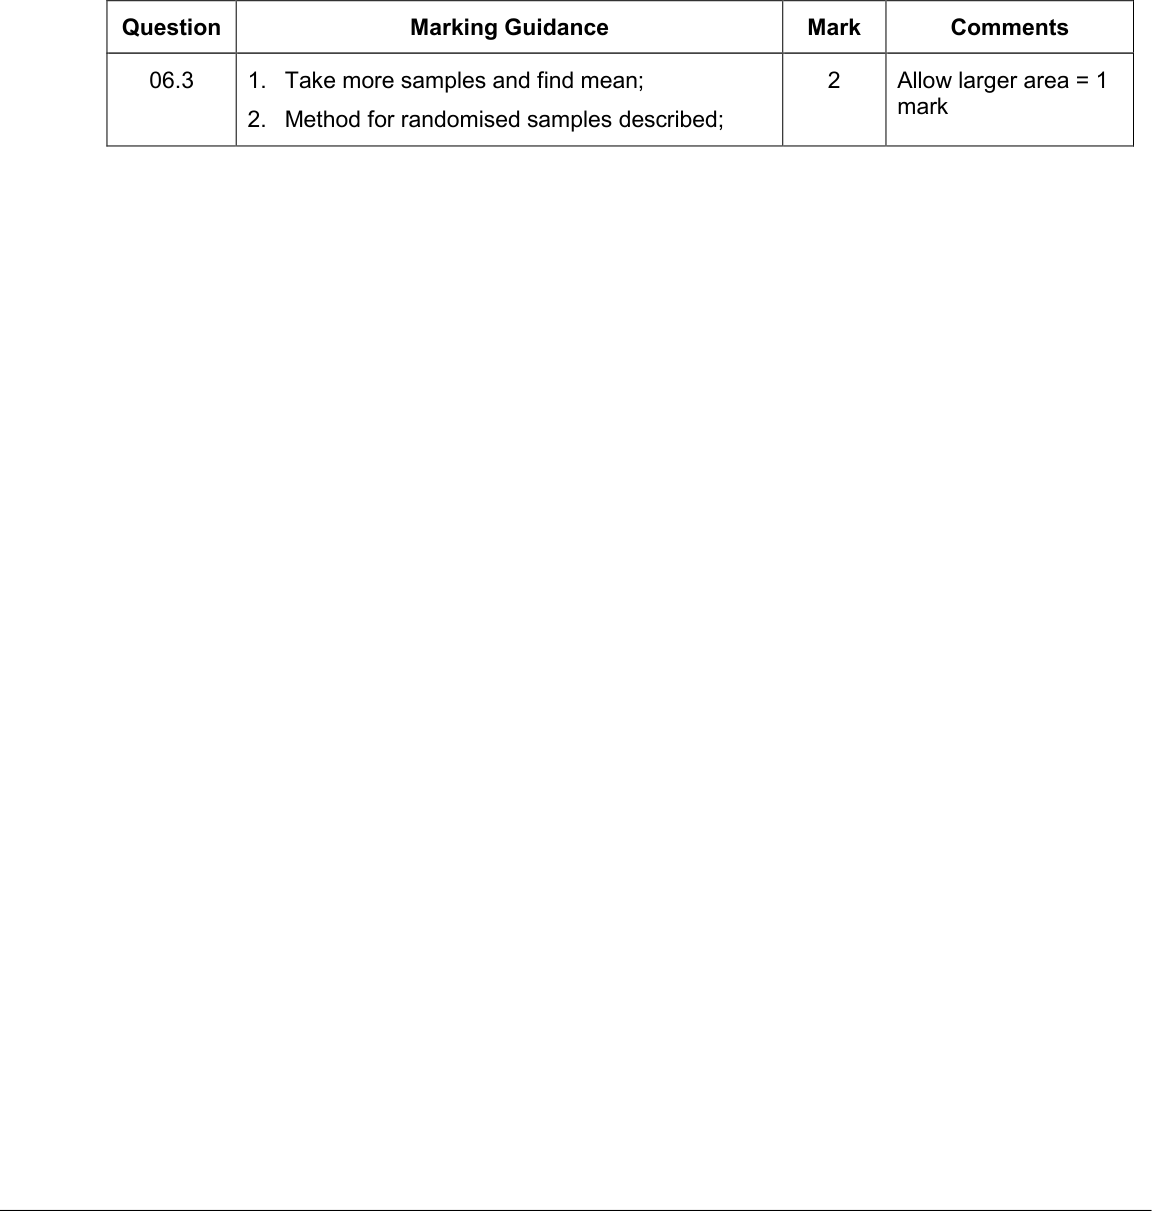 Question Marking Guidance Mark Comments
06.3 1. Take more samples and find mean; 2 Allow larger area = 1
mark
2. Method for randomised samples described;